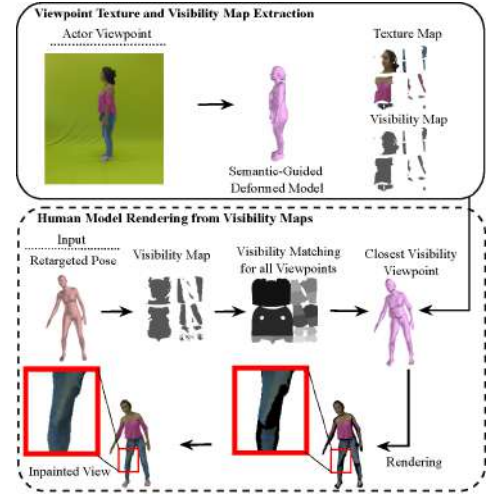 Viewpoint Texture and Visibility Map Extraction
Actor Viewpoint
Texture Map
Visibility Map
Semantic-Guided
Deformed Model
Human Model Rendering from Visibility Maps
Input
Retargeted Pose
Visibility Map
Visibility Matching
for all Viewpoints
Closest Visibility
Viewpoint
Inpainted View
Rendering